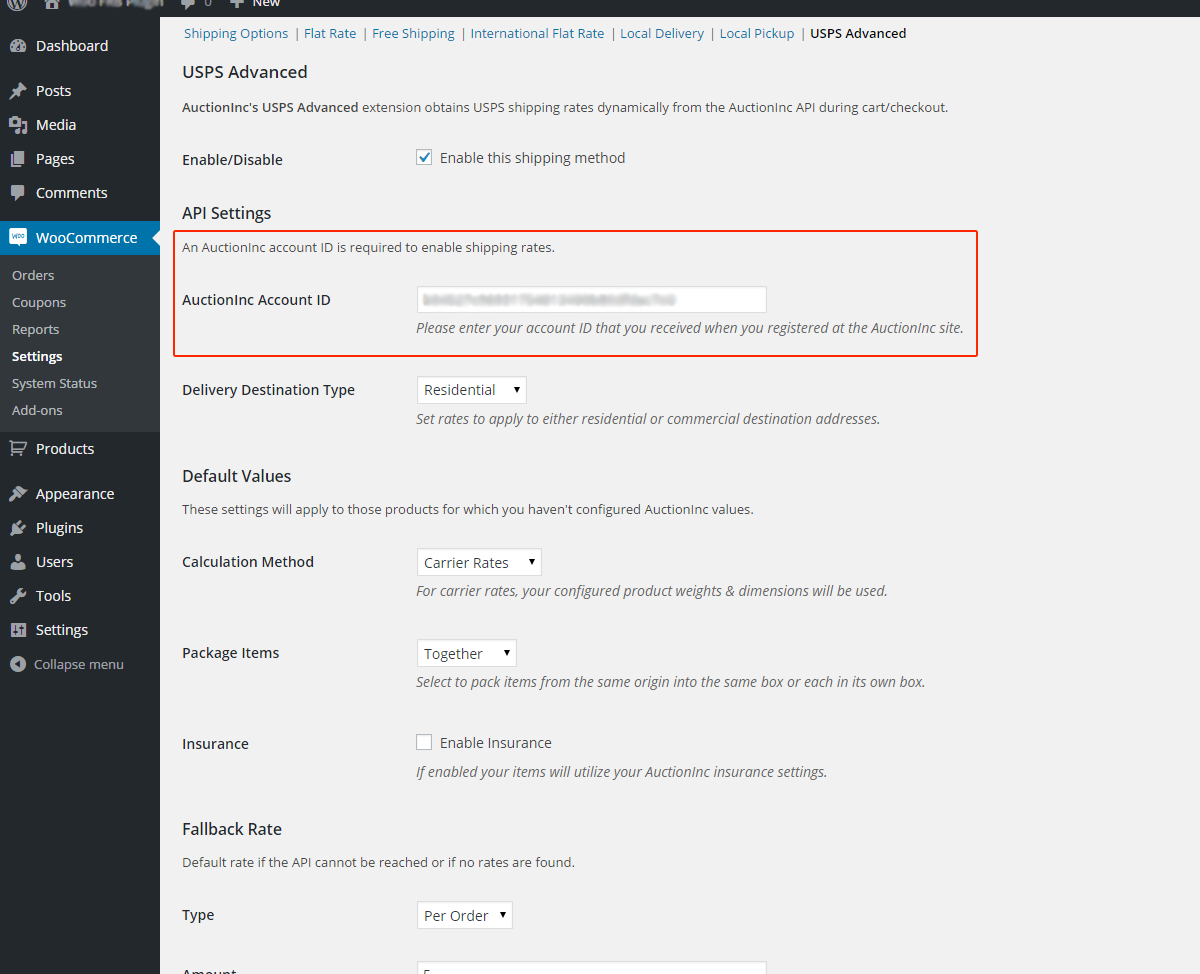 0 New
Dashboard
Posts
Media
Pages
Comments
WooCommerce
Orders
Coupons
Reports
Settings
System Status
Add-ons
Products
Appearance
Plugins
Users
Tools
Settings
Collapse menu
Shipping Options | Flat Rate | Free Shipping | International Flat Rate | Local Delivery | Local Pickup | USPS Advanced
USPS Advanced
AuctionInc's USPS Advanced extension obtains USPS shipping rates dynamically from the AuctionInc API during cart/checkout.
Enable/Disable Enable this shipping method
API Settings
An AuctionInc account ID is required to enable shipping rates.
AuctionInc Account ID
Please enter your account ID that you received when you registered at the AuctionInc site.
Delivery Destination Type Residential
Set rates to apply to either residential or commercial destination addresses.
Default Values
These settings will apply to those products for which you haven't configured AuctionInc values.
Calculation Method Carrier Rates
For carrier rates, your configured product weights & dimensions will be used.
Package Items Together
Select to pack items from the same origin into the same box or each in its own box.
Insurance Enable Insurance
If enabled your items will utilize your AuctionInc insurance settings.
Fallback Rate
Default rate if the API cannot be reached or if no rates are found.
Type Per Order
Amount